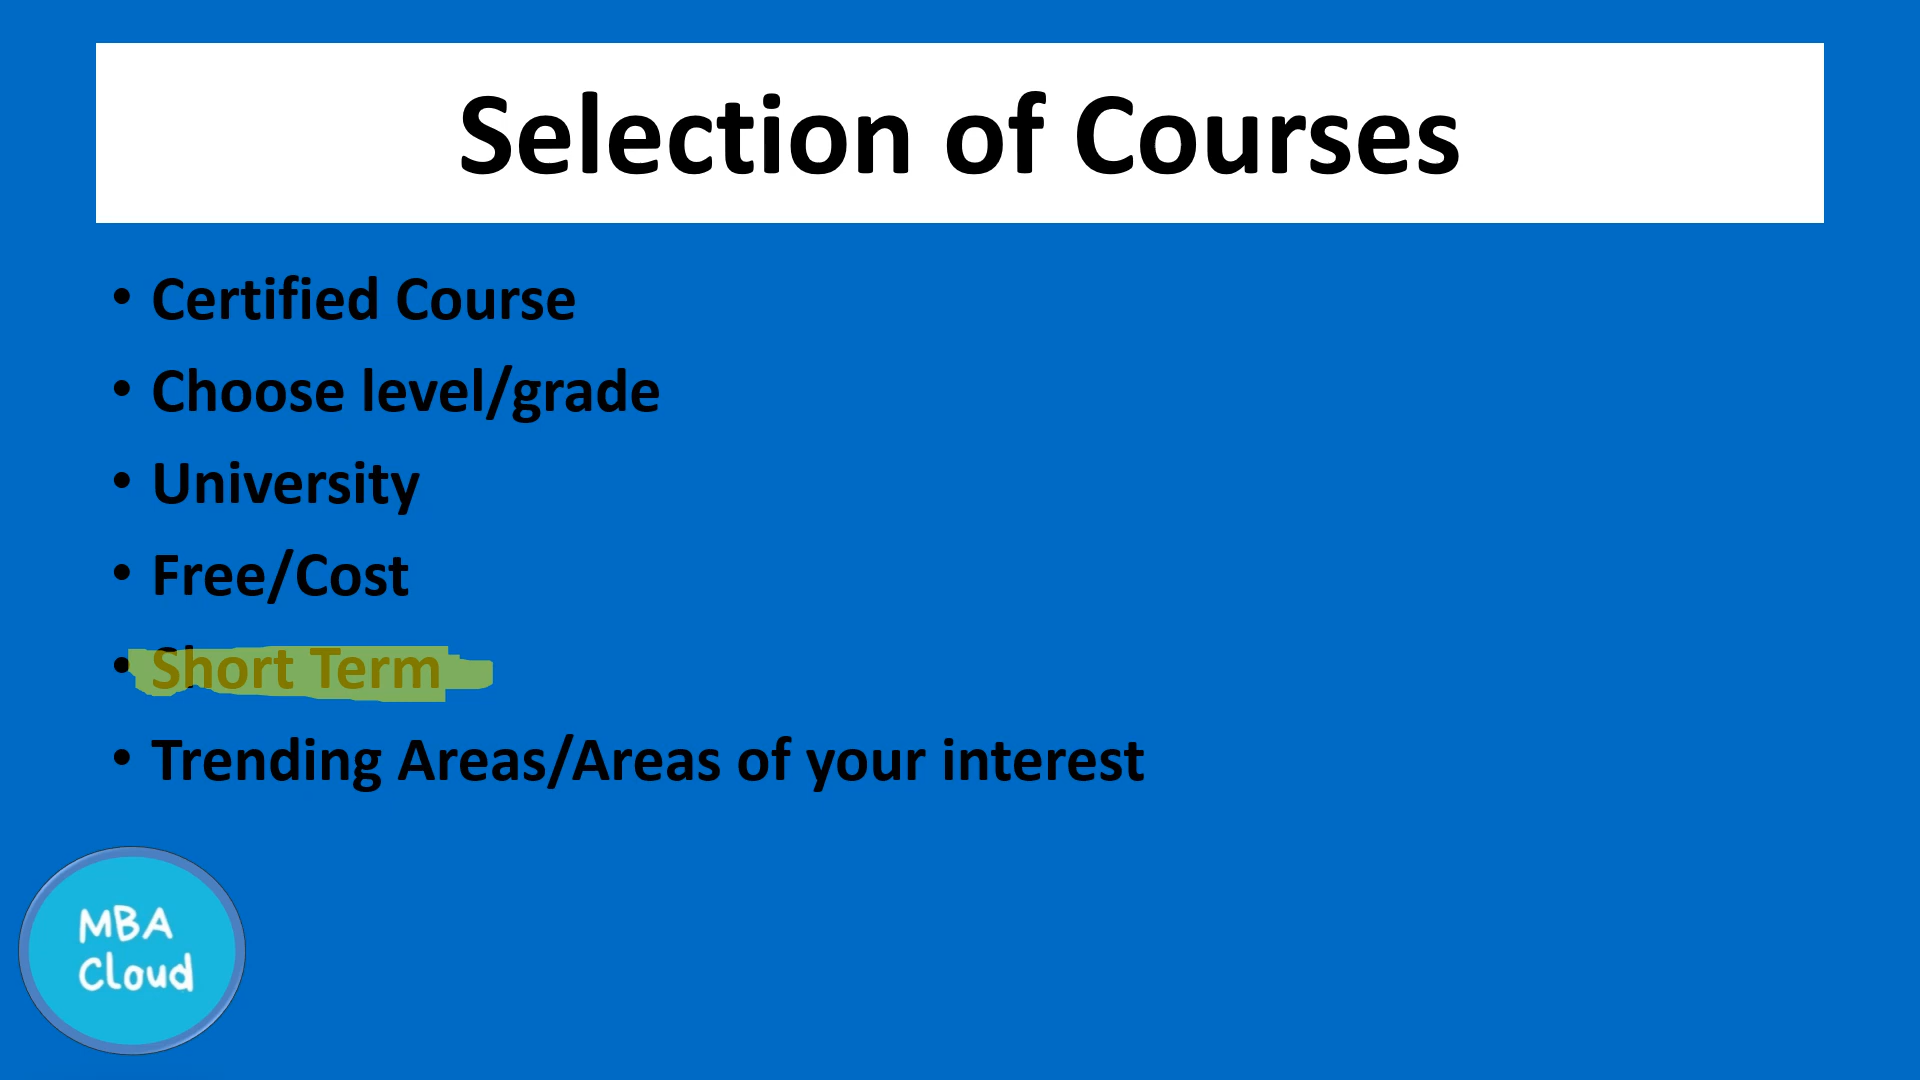 Selection of Courses
• Certified Course
• Choose level/grade
• University
• Free/Cost
• Short Term
• Trending Areas/Areas of your interest
MBA
Cloud